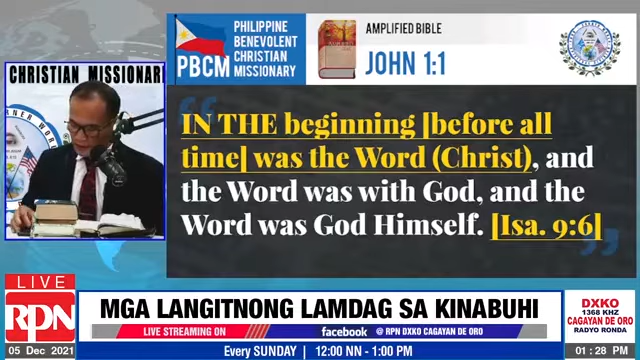 PHILIPPINE
BENEVOLENT
CHRISTIAN
MISSIONARY
PBCM
AMPLIFIED BIBLE
JOHN 1:1
CHRISTIAN MISSIONAR
IN THE beginning [before all
time] was the Word (Christ), and
the Word was with God, and the
Word was God Himself. [Isa. 9:6]
LIVE
RPN
05 Dec 2021
MGA LANGITNONG LAMDAG SA KINABUHI
LIVE STREAMING ON
facebook
@ RPN DXKO CAGAYAN DE ORO
Every SUNDAY | 12:00 NN - 1:00 PM
DXKO
1368 KHZ
CAGAYAN DE ORO
RADYO RONDA
01:28 PM